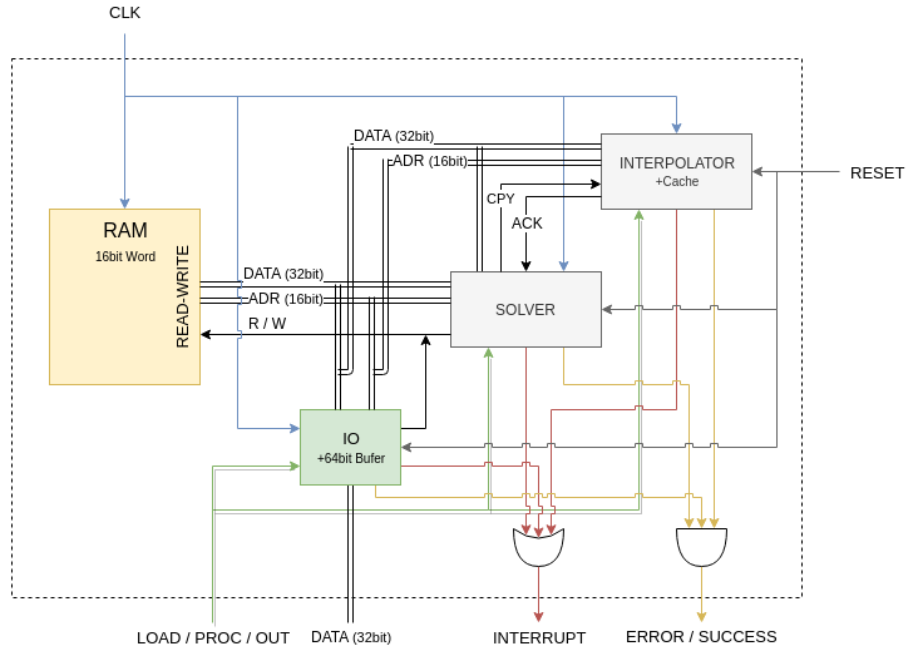 CLK
DATA (32bit)
ADR (16bit)
INTERPOLATOR
+Cache
RESET
CPY
ACK
RAM
16bit Word
READ-WRITE
DATA (32bit)
ADR (16bit)
R / W
SOLVER
IO
+64bit Bufer
LOAD / PROC / OUT
DATA (32bit)
INTERRUPT
ERROR / SUCCESS